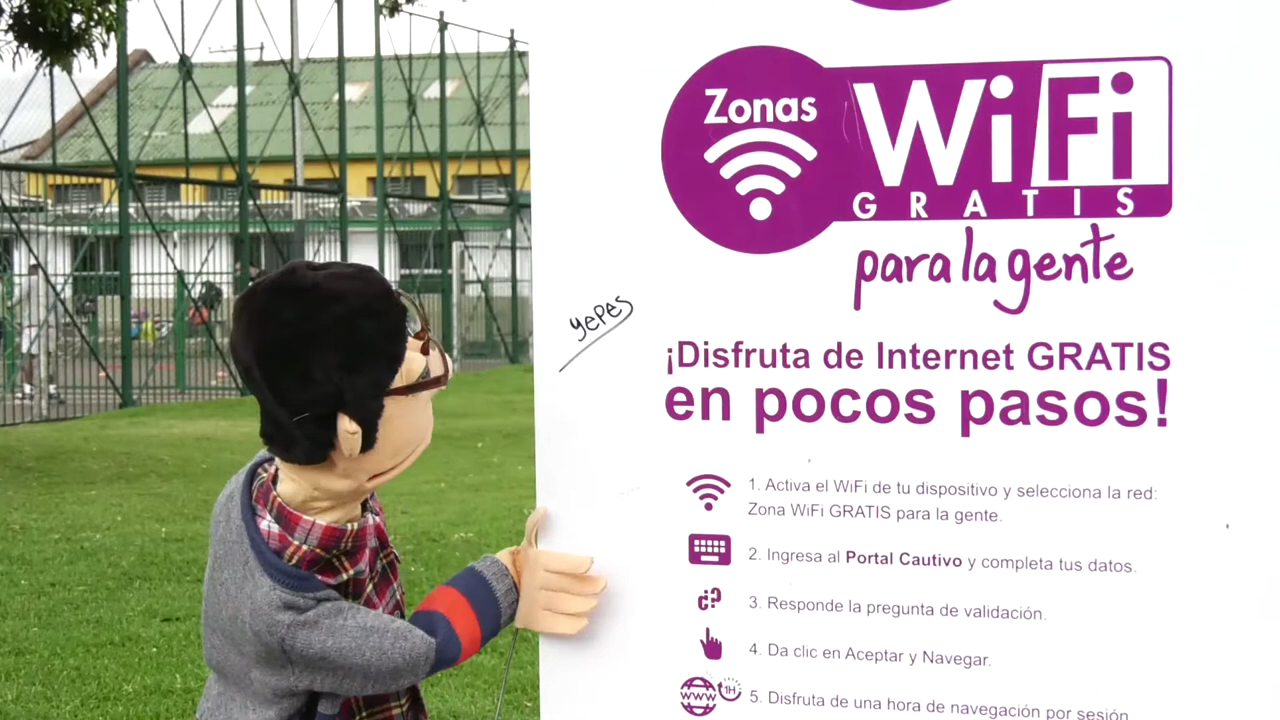 Zonas
WiFi
GRATIS
para la gente
yepes
¡Disfruta de Internet GRATIS
en pocos pasos!
1. Activa el WiFi de tu dispositivo y selecciona la red:
Zona WiFi GRATIS para la gente.
2. Ingresa al Portal Cautivo y completa tus datos.
¿?
3. Responde la pregunta de validación.
4. Da clic en Aceptar y Navegar.
www
1H
5. Disfruta de una hora de navegación por sesión